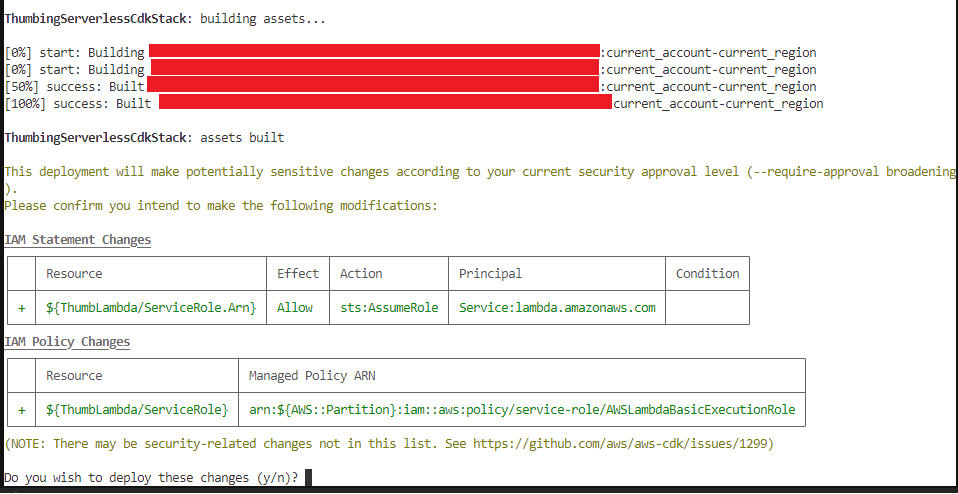 ThumbingServerlessCdkStack: building assets...
[0%] start: Building :current_account-current_region
[0%] start: Building :current_account-current_region
[50%] success: Built :current_account-current_region
[100%] success: Built current_account-current_region
ThumbingServerlessCdkStack: assets built
This deployment will make potentially sensitive changes according to your current security approval level (--require-approval broadening
).
Please confirm you intend to make the following modifications:
IAM Statement Changes
Resource Effect Action Principal Condition
+ ${ThumbLambda/ServiceRole.Arn} Allow sts:AssumeRole Service:lambda.amazonaws.com
IAM Policy Changes
Resource Managed Policy ARN
+ ${ThumbLambda/ServiceRole} arn:${AWS::Partition}:iam::aws:policy/service-role/AWSLambdaBasicExecutionRole
(NOTE: There may be security-related changes not in this list. See https://github.com/aws/aws-cdk/issues/1299)
Do you wish to deploy these changes (y/n)?